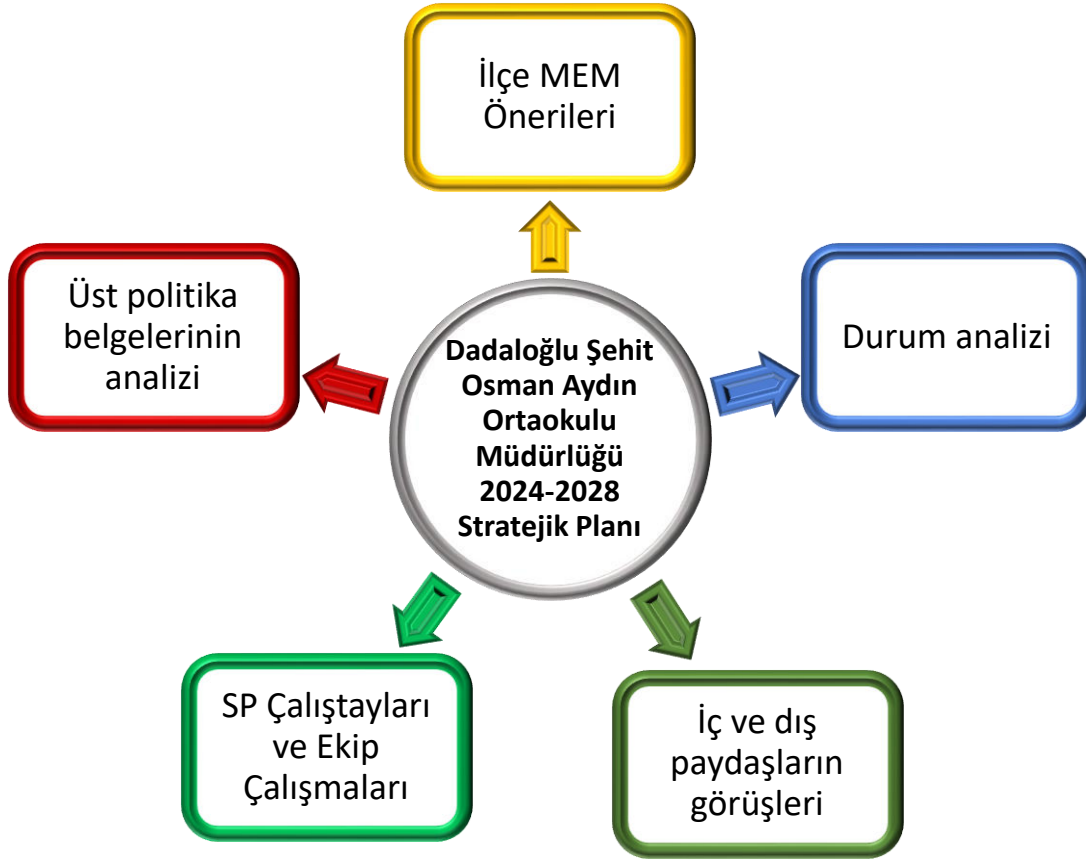 İlçe MEM
Önerileri
Üst politika
belgelerinin
analizi
Durum analizi
Dadaloğlu Şehit
Osman Aydın
Ortaokulu
Müdürlüğü
2024-2028
Stratejik Planı
SP Çalıştayları
ve Ekip
Çalışmaları
İç ve dış
paydaşların
görüşleri